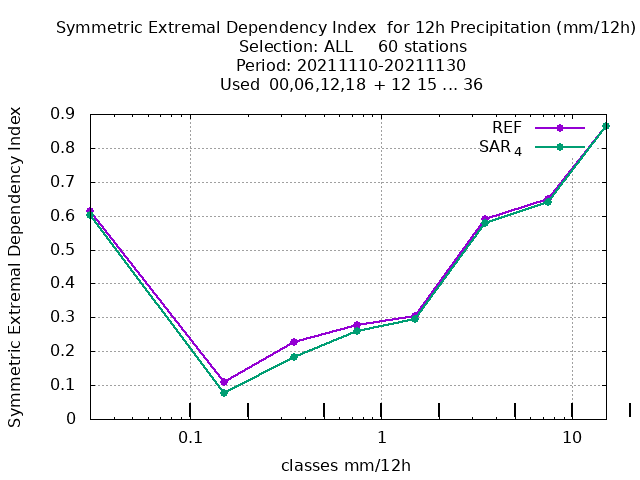 Symmetric Extremal Dependency Index  for 12h Precipitation (mm/12h)
Selection: ALL     60 stations
Period: 20211110-20211130
Used  00,06,12,18  + 12 15 ... 36
REF
SAR 4
Symmetric Extremal Dependency Index
0.9
0.8
0.7
0.6
0.5
0.4
0.3
0.2
0.1
0
0.1
1
10
classes mm/12h